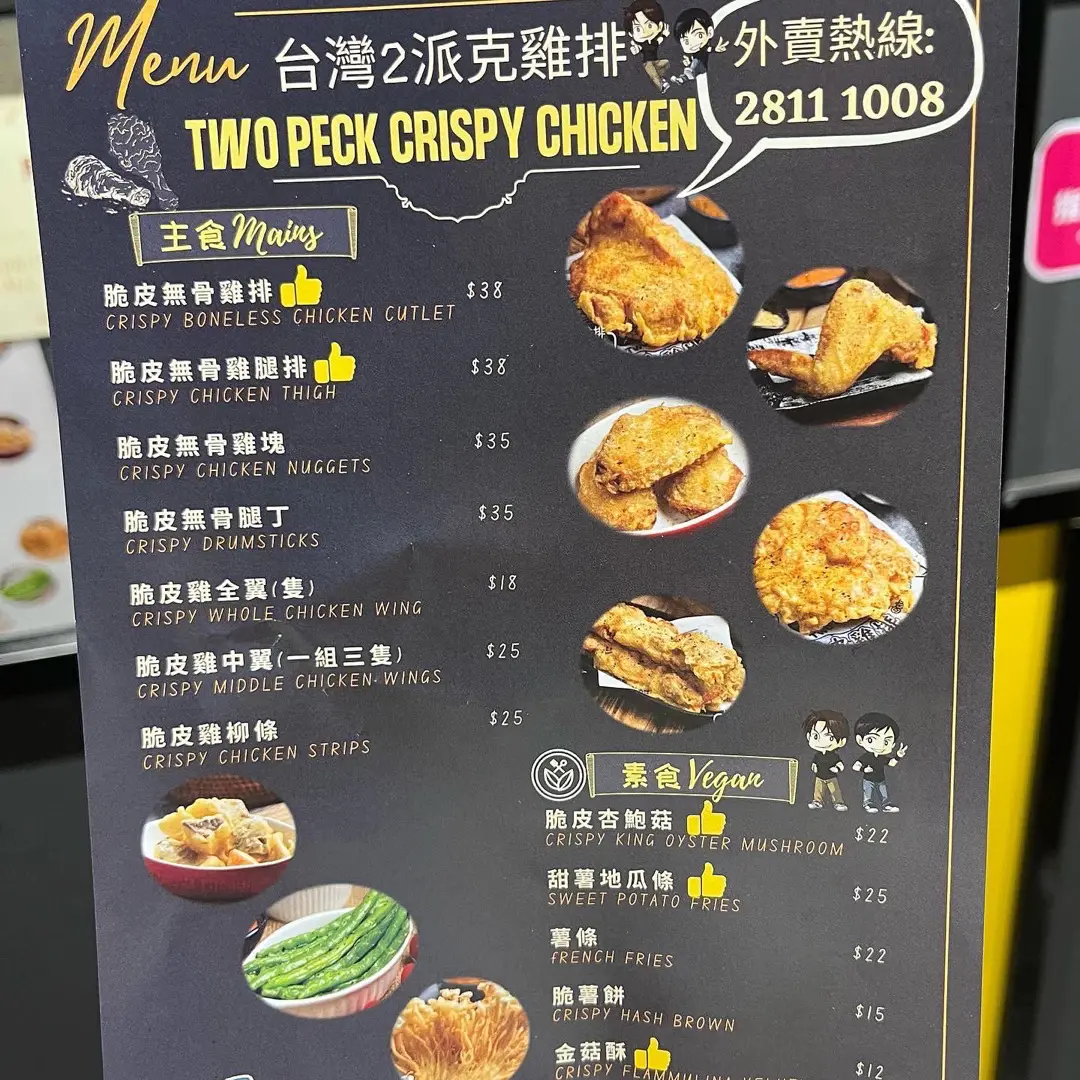 Menu
台灣2派克雞排
外賣熱線:
2811 1008
TWO PECK CRISPY CHICKEN
主食 Mains
脆皮無骨雞排 $38
CRISPY BONELESS CHICKEN CUTLET
脆皮無骨雞腿排 $38
CRISPY CHICKEN THIGH
脆皮無骨雞塊 $35
CRISPY CHICKEN NUGGETS
脆皮無骨腿丁 $35
CRISPY DRUMSTICKS
脆皮雞全翼(隻) $18
CRISPY WHOLE CHICKEN WING
脆皮雞中翼(一組三隻) $25
CRISPY MIDDLE CHICKEN WINGS
脆皮雞柳條 $25
CRISPY CHICKEN STRIPS
素食 Vegan
脆皮杏鮑菇 $22
CRISPY KING OYSTER MUSHROOM
甜薯地瓜條 $25
SWEET POTATO FRIES
薯條 $22
FRENCH FRIES
脆薯餅 $15
CRISPY HASH BROWN
金菇酥 $12
CRISPY FLAMMULINA